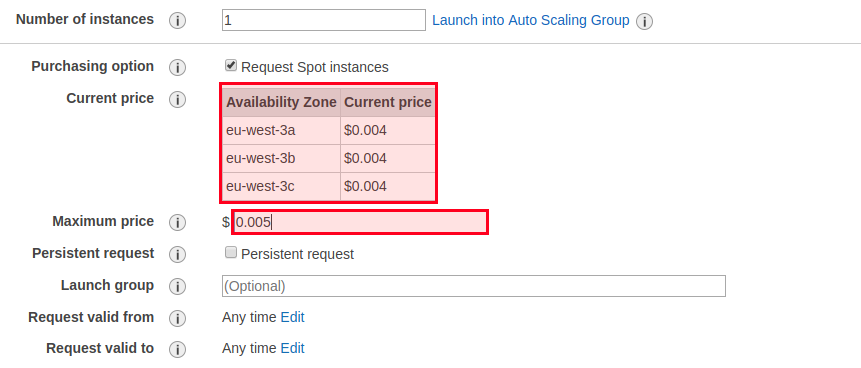 Number of instances 1 Launch into Auto Scaling Group
Purchasing option Request Spot instances
Current price
Availability Zone Current price
eu-west-3a $0.004
eu-west-3b $0.004
eu-west-3c $0.004
Maximum price $ 0.005
Persistent request Persistent request
Launch group (Optional)
Request valid from Any time Edit
Request valid to Any time Edit